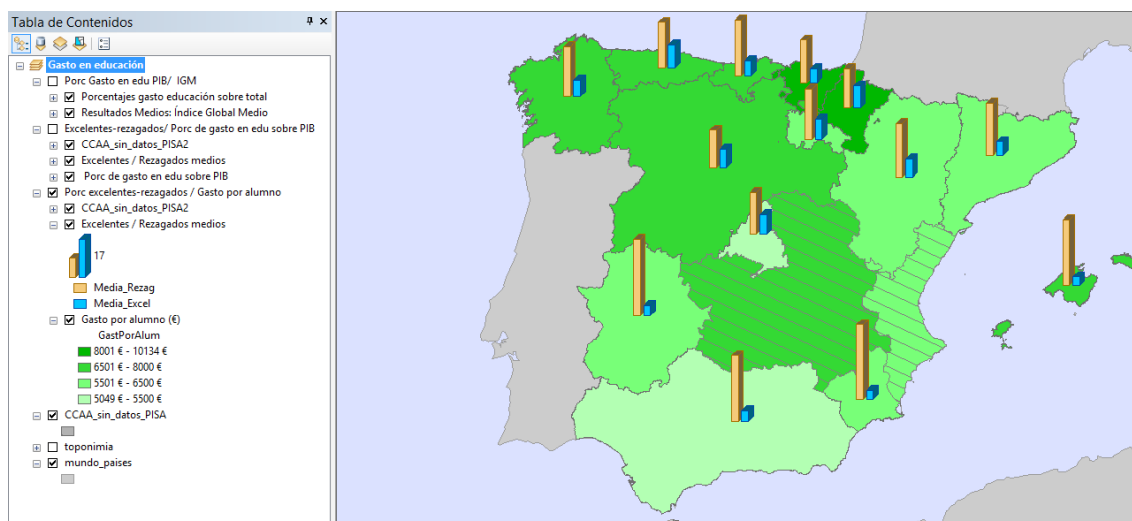 Tabla de Contenidos
Gasto en educación
Porc Gasto en edu PIB/ IGM
Porcentajes gasto educación sobre total
Resultados Medios: Índice Global Medio
Excelentes-rezagados/ Porc de gasto en edu sobre PIB
CCAA_sin_datos_PISA2
Excelentes / Rezagados medios
Porc de gasto en edu sobre PIB
Porc excelentes-rezagados / Gasto por alumno
CCAA_sin_datos_PISA2
Excelentes / Rezagados medios
17
Media_Rezag
Media_Excel
Gasto por alumno (€)
GastPorAlum
8001 € - 10134 €
6501 € - 8000 €
5501 € - 6500 €
5049 € - 5500 €
CCAA_sin_datos_PISA
toponimia
mundo_paises